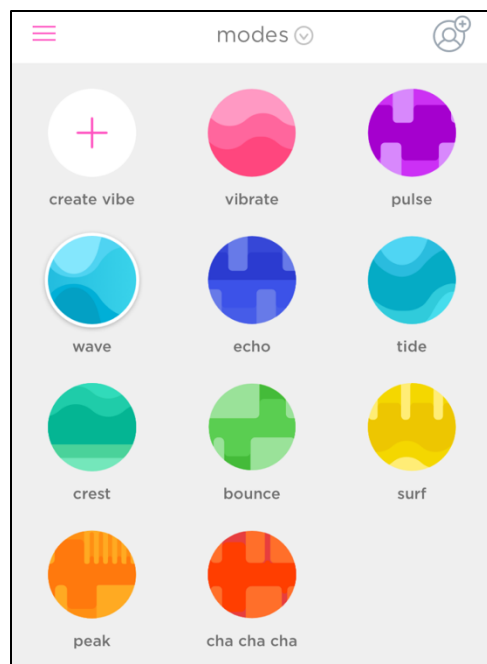 modes
create vibe
vibrate
pulse
wave
echo
tide
crest
bounce
surf
peak
cha cha cha